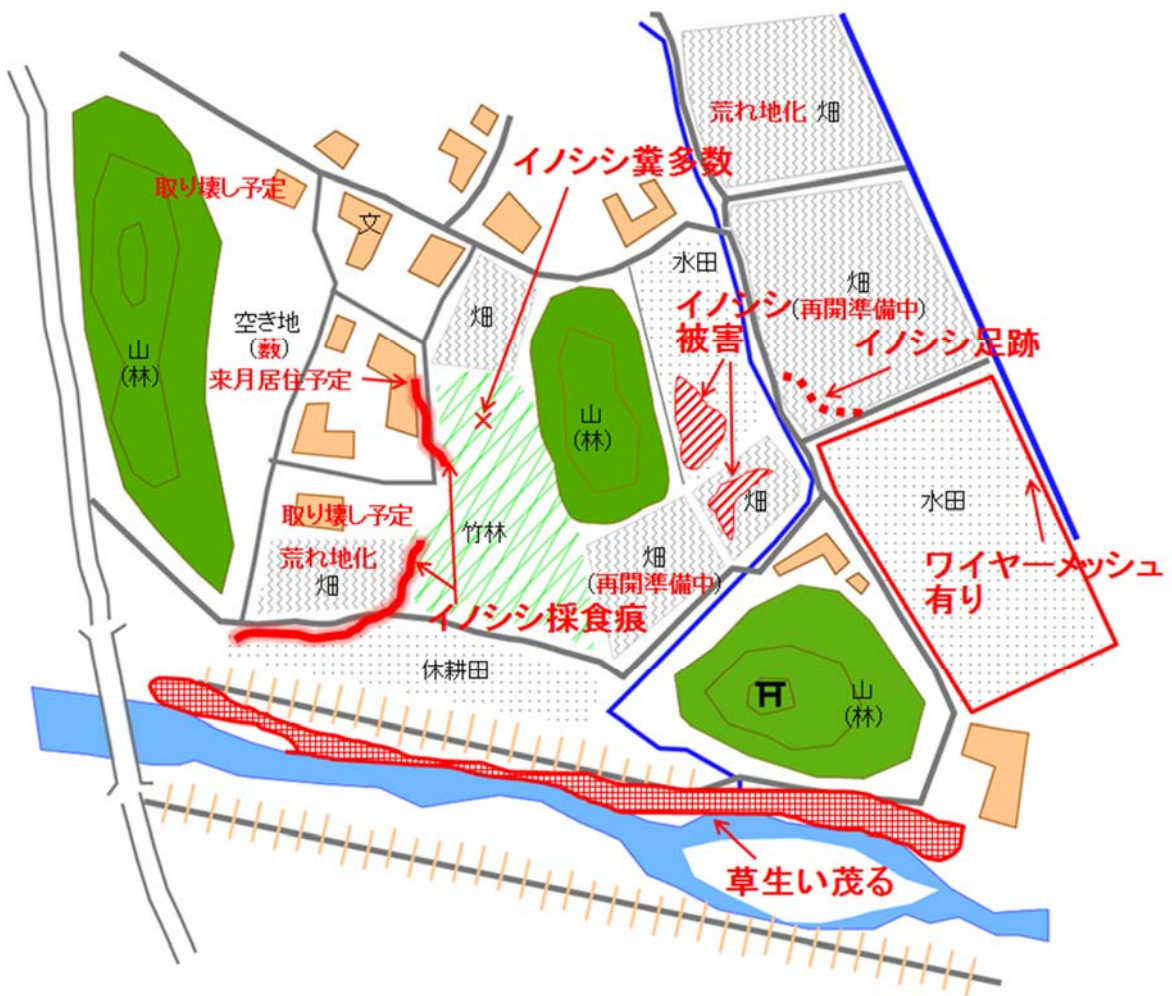 荒れ地化 畑
イノシシ糞多数
取り壊し予定
文
水田
畑
(再開準備中)
イノシシ
被害
イノシシ足跡
畑
空き地
(藪)
来月居住予定
山
(林)
山
(林)
水田
畑
竹林
取り壊し予定
荒れ地化
畑
畑
(再開準備中)
ワイヤーメッシュ
有り
イノシシ採食痕
休耕田
山
(林)
草生い茂る